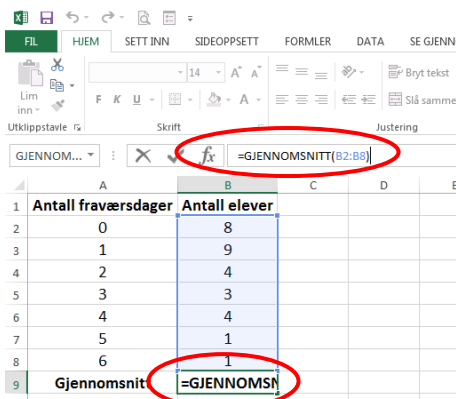 FIL HJEM SETT INN SIDEOPPSETT FORMLER DATA SE GJENN
Lim inn
14 A A Bryt tekst
F K U A Slå samme
Utklippstavle Skrift Justering
GJENNOM... fx =GJENNOMSNITT(B2:B8)
A B C D E
1 Antall fraværsdager Antall elever
2 0 8
3 1 9
4 2 4
5 3 3
6 4 4
7 5 1
8 6 1
9 Gjennomsnitt =GJENNOMSN